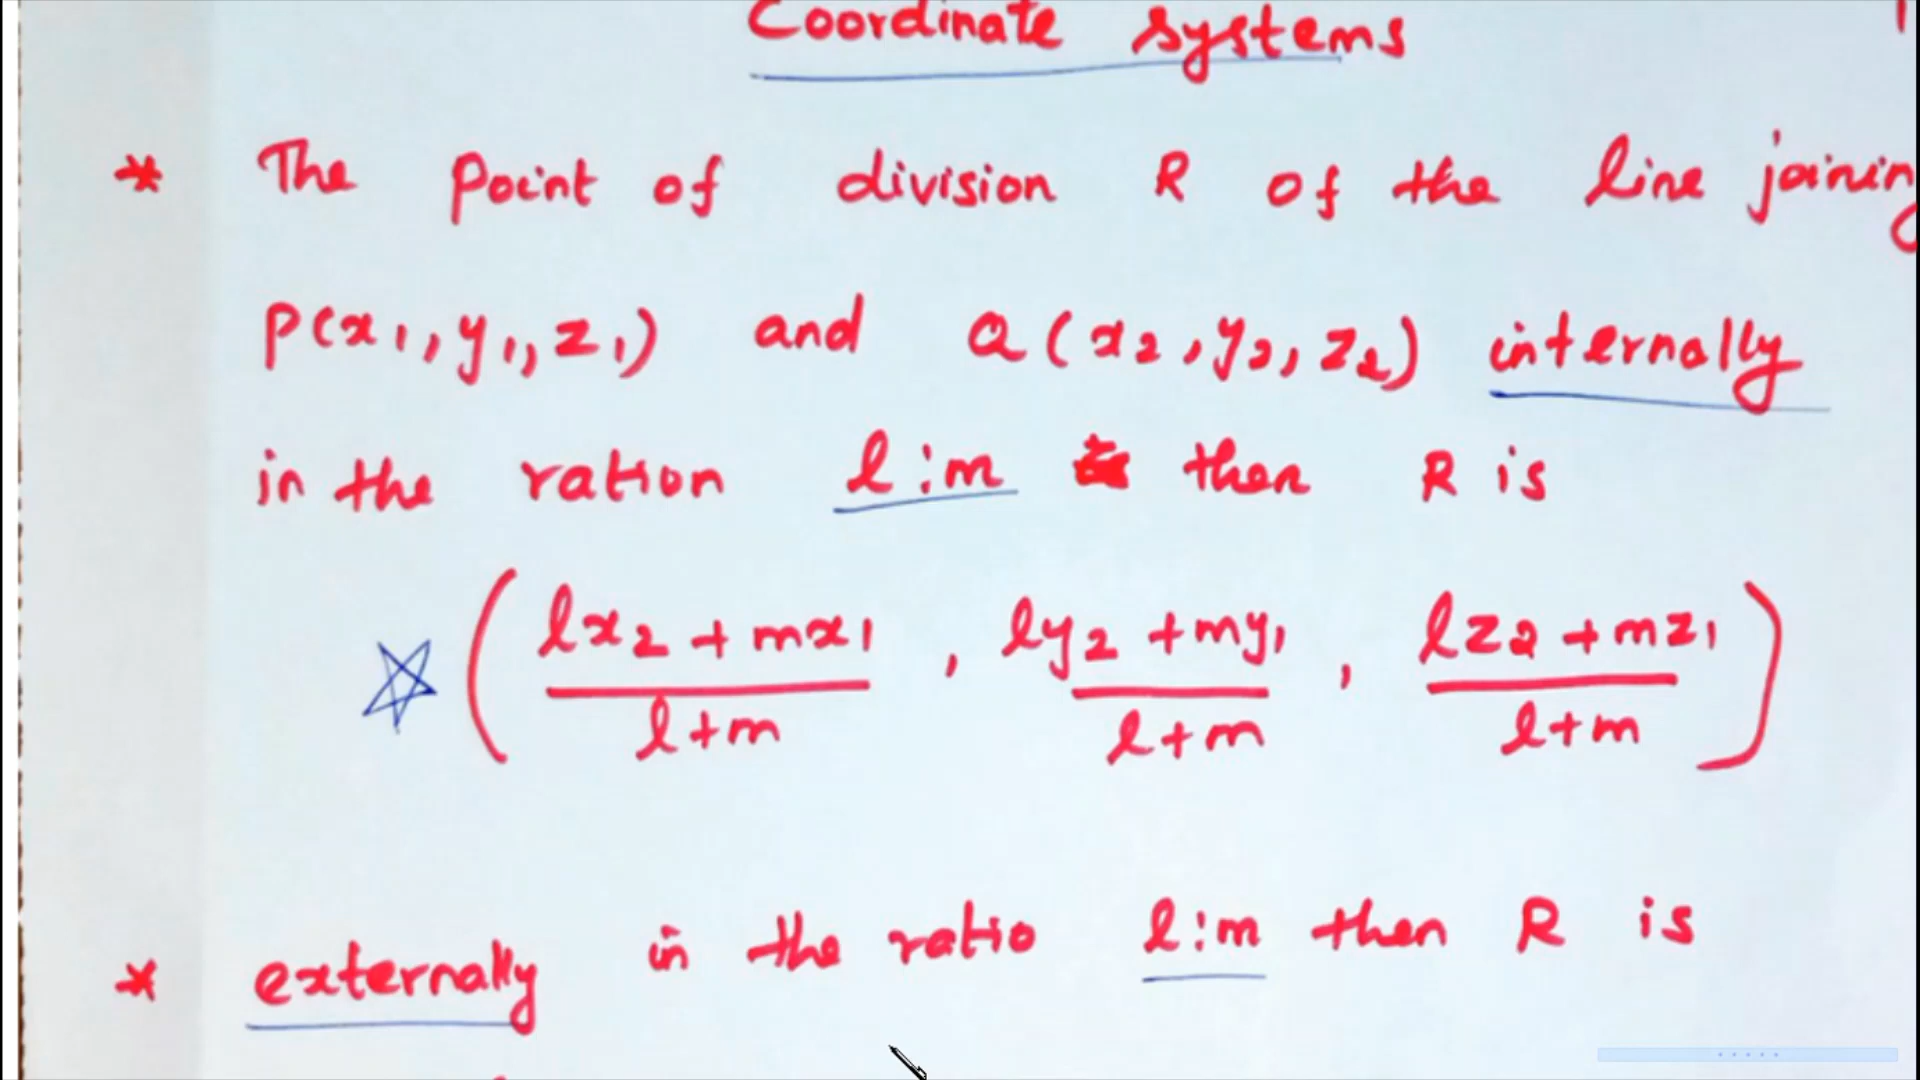 Coordinate systems
* The point of division R of the line joining
P(x₁,y₁,z₁) and Q(x₂,y₂,z₂) internally
in the ration l:m then R is
( lx₂+mx₁ / l+m , ly₂+my₁ / l+m , lz₂+mz₁ / l+m )
* externally in the ratio l:m then R is